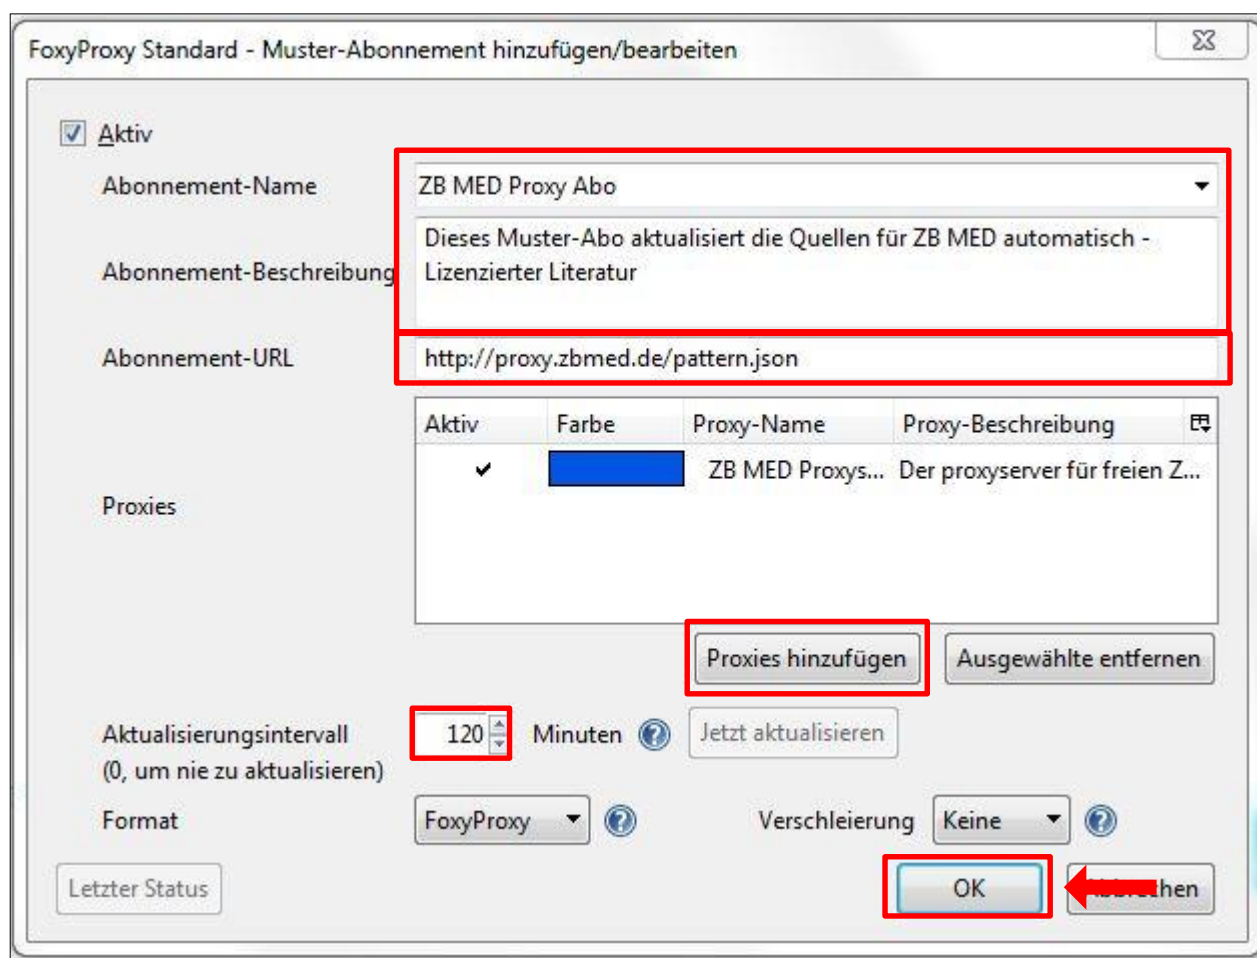 FoxyProxy Standard - Muster-Abonnement hinzufügen/bearbeiten
Aktiv
Abonnement-Name
ZB MED Proxy Abo
Abonnement-Beschreibung
Dieses Muster-Abo aktualisiert die Quellen für ZB MED automatisch -
Lizenzierter Literatur
Abonnement-URL
http://proxy.zbmed.de/pattern.json
Proxies
Aktiv Farbe Proxy-Name Proxy-Beschreibung
ZB MED Proxys... Der proxyserver für freien Z...
Proxies hinzufügen Ausgewählte entfernen
Aktualisierungsintervall
(0, um nie zu aktualisieren)
120 Minuten Jetzt aktualisieren
Format FoxyProxy Verschleierung Keine
Letzter Status OK